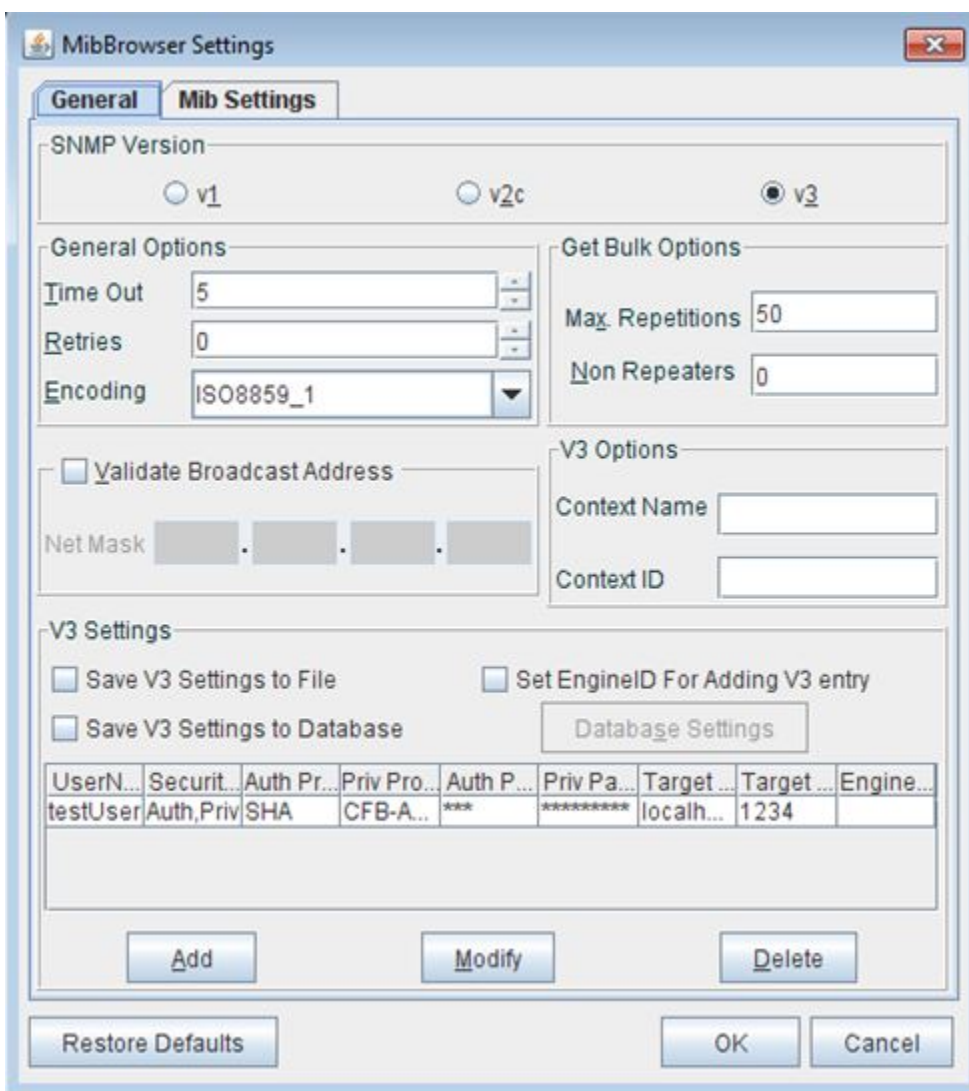 MibBrowser Settings
General Mib Settings
SNMP Version
v1 v2c v3
General Options
Time Out 5
Retries 0
Encoding ISO8859_1
Get Bulk Options
Max. Repetitions 50
Non Repeaters 0
Validate Broadcast Address
Net Mask . . .
V3 Options
Context Name
Context ID
V3 Settings
Save V3 Settings to File Set EngineID For Adding V3 entry
Save V3 Settings to Database Database Settings
UserN... Securit... Auth Pr... Priv Pro... Auth P... Priv Pa... Target ... Target ... Engine...
testUser Auth,Priv SHA CFB-A... *** ********* localh... 1234
Add Modify Delete
Restore Defaults OK Cancel